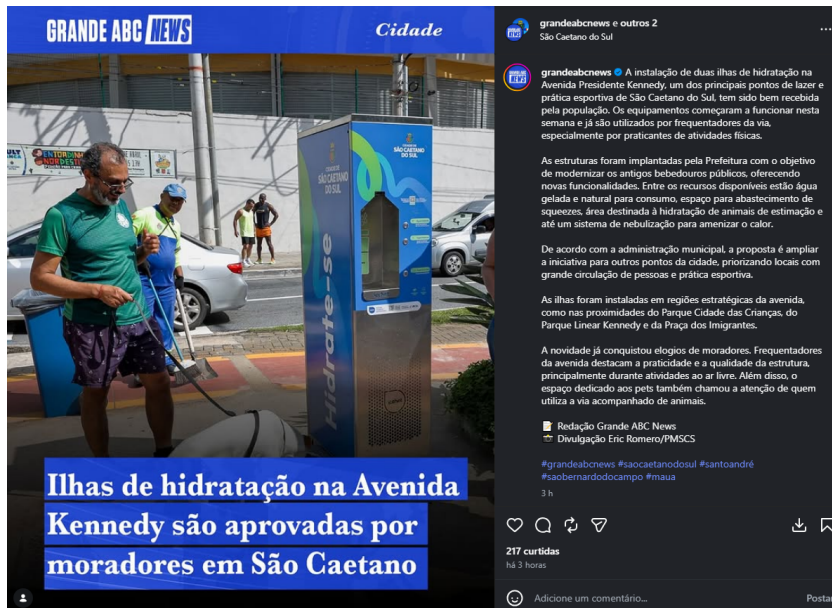 GRANDE ABC NEWS
Cidade
CIDADE DE
SÃO CAETANO
DO SUL
SÃO CAETANO
DO SUL
ENTORDIMA
NORDESTI
Hidrate-se
Ilhas de hidratação na Avenida
Kennedy são aprovadas por
moradores em São Caetano
grandeabcnews e outros 2
São Caetano do Sul
grandeabcnews A instalação de duas ilhas de hidratação na
Avenida Presidente Kennedy, um dos principais pontos de lazer e
prática esportiva de São Caetano do Sul, tem sido bem recebida
pela população. Os equipamentos começaram a funcionar nesta
semana e já são utilizados por frequentadores da via,
especialmente por praticantes de atividades físicas.
As estruturas foram implantadas pela Prefeitura com o objetivo
de modernizar os antigos bebedouros públicos, oferecendo
novas funcionalidades. Entre os recursos disponíveis estão água
gelada e natural para consumo, espaço para abastecimento de
squeezes, área destinada à hidratação de animais de estimação e
até um sistema de nebulização para amenizar o calor.
De acordo com a administração municipal, a proposta é ampliar
a iniciativa para outros pontos da cidade, priorizando locais com
grande circulação de pessoas e prática esportiva.
As ilhas foram instaladas em regiões estratégicas da avenida,
como nas proximidades do Parque Cidade das Crianças, do
Parque Linear Kennedy e da Praça dos Imigrantes.
A novidade já conquistou elogios de moradores. Frequentadores
da avenida destacam a praticidade e a qualidade da estrutura,
principalmente durante atividades ao ar livre. Além disso, o
espaço dedicado aos pets também chamou a atenção de quem
utiliza a via acompanhado de animais.
Redação Grande ABC News
Divulgação Eric Romero/PMSCS
#grandeabcnews #saocaetanodosul #santoandré
#saobernardodocampo #maua
3 h
217 curtidas
há 3 horas
Adicione um comentário...
Postar